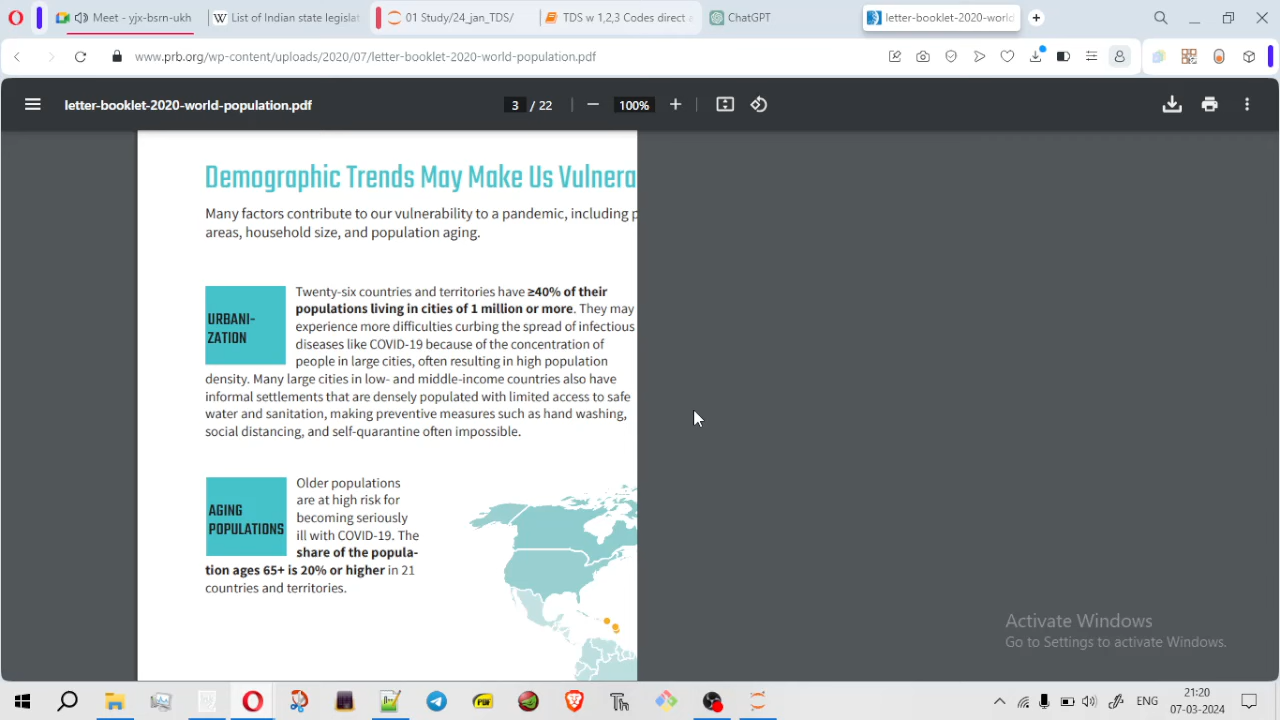 Meet - yjx-bsrn-ukh
List of Indian state legislat
01 Study/24_jan_TDS/
TDS w 1,2,3 Codes direct a
ChatGPT
letter-booklet-2020-world
www.prb.org/wp-content/uploads/2020/07/letter-booklet-2020-world-population.pdf
letter-booklet-2020-world-population.pdf
3 / 22
100%
Demographic Trends May Make Us Vulnera
Many factors contribute to our vulnerability to a pandemic, including p
areas, household size, and population aging.
URBANI-
ZATION
Twenty-six countries and territories have ≥40% of their
populations living in cities of 1 million or more. They may
experience more difficulties curbing the spread of infectious
diseases like COVID-19 because of the concentration of
people in large cities, often resulting in high population
density. Many large cities in low- and middle-income countries also have
informal settlements that are densely populated with limited access to safe
water and sanitation, making preventive measures such as hand washing,
social distancing, and self-quarantine often impossible.
AGING
POPULATIONS
Older populations
are at high risk for
becoming seriously
ill with COVID-19. The
share of the popula-
tion ages 65+ is 20% or higher in 21
countries and territories.
Activate Windows
Go to Settings to activate Windows.
ENG
21:20
07-03-2024